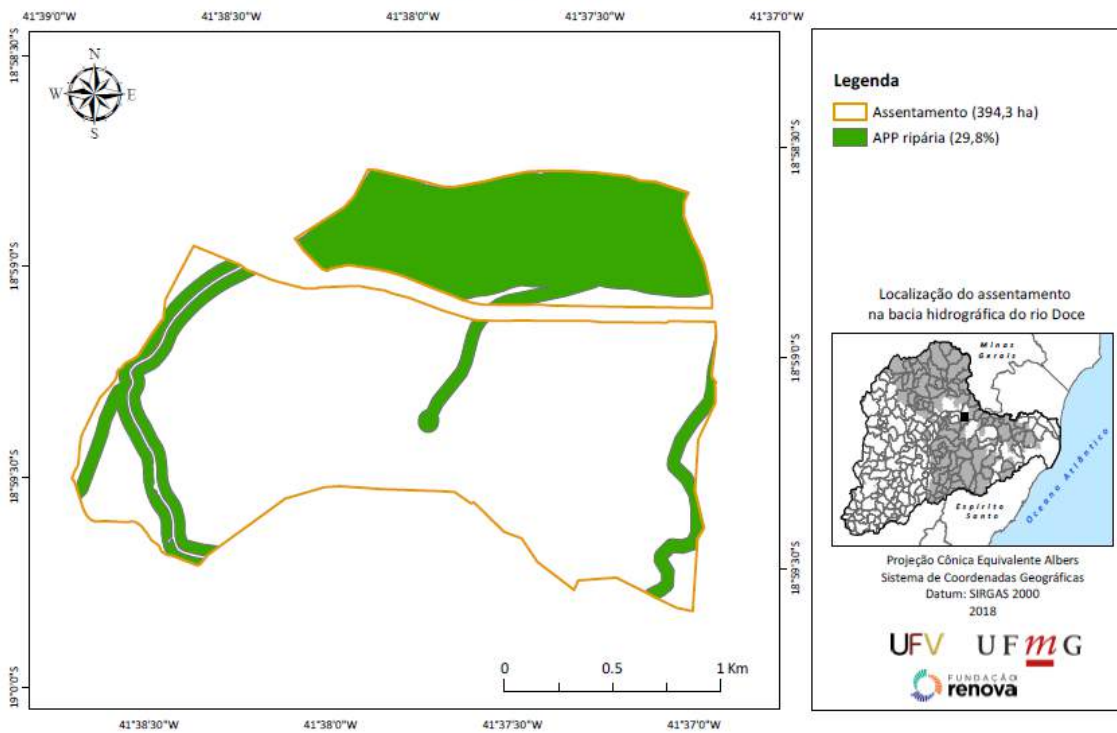 41°39'0"W 41°38'30"W 41°38'0"W 41°37'30"W 41°37'0"W
18°58'30"S
18°59'0"S
18°59'30"S
19°0'0"S
N
W E
S
18°58'30"S
18°59'0"S
18°59'30"S
0 0.5 1 Km
41°38'30"W 41°38'0"W 41°37'30"W 41°37'0"W
Legenda
Assentamento (394,3 ha)
APP ripária (29,8%)
Localização do assentamento
na bacia hidrográfica do rio Doce
Minas
Gerais
Espírito
Santo
Oceano Atlântico
Projeção Cônica Equivalente Albers
Sistema de Coordenadas Geográficas
Datum: SIRGAS 2000
2018
UFV UFmG
FUNDAÇÃO
renova